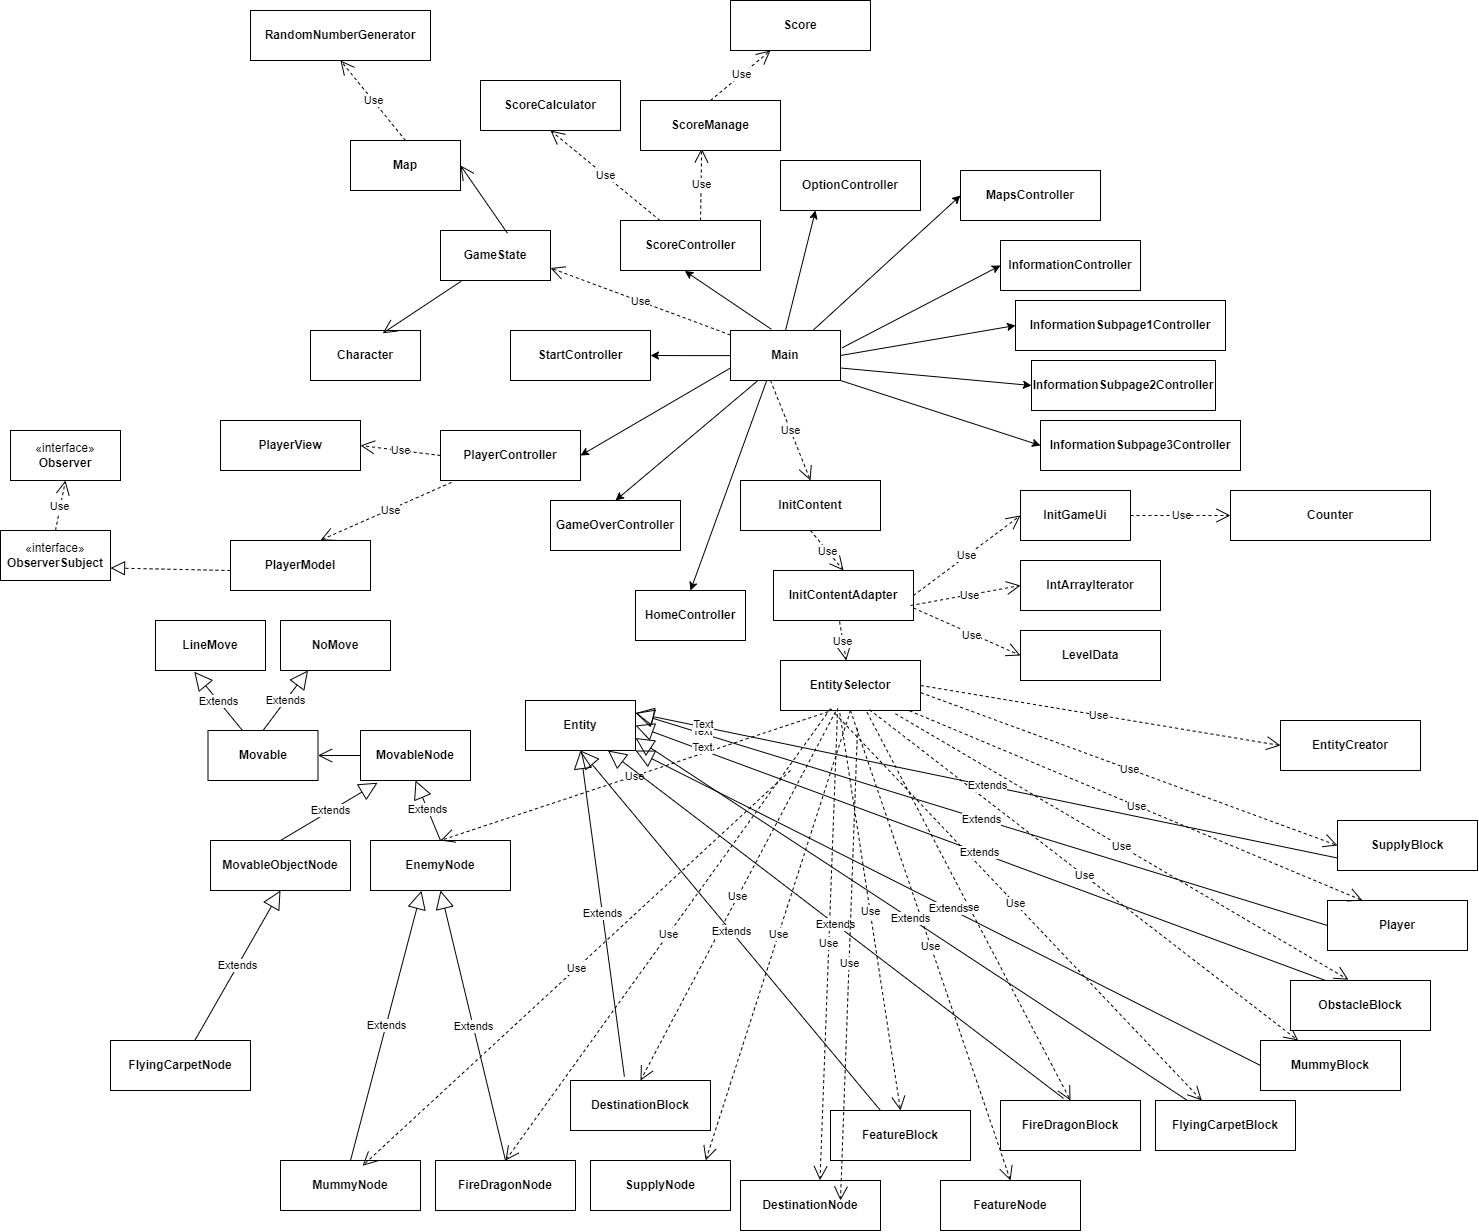 Score
RandomNumberGenerator
Use
ScoreCalculator
Use
ScoreManage
Map
Use
Use
OptionController
MapsController
ScoreController
GameState
InformationController
Use
InformationSubpage1Controller
Character
StartController
Main
InformationSubpage2Controller
Use
PlayerView
Use
PlayerController
InformationSubpage3Controller
«interface»
Observer
Use
Use
InitContent
GameOverController
InitGameUi
Use
Counter
«interface»
ObserverSubject
PlayerModel
Use
Use
InitContentAdapter
Use
IntArrayIterator
HomeController
Use
Use
LevelData
LineMove
NoMove
EntitySelector
Extends
Extends
Entity
Text
Text
Text
Use
Movable
MovableNode
EntityCreator
Use
Use
Extends
Extends
Extends
Use
Extends
Use
SupplyBlock
MovableObjectNode
EnemyNode
Extends
Use
Use
Use
Extends
Use
Extends
Use
Extends
Use
Extends
Extends
Use
Player
Use
Use
Use
Use
Extends
Use
Use
ObstacleBlock
Extends
Extends
FlyingCarpetNode
MummyBlock
DestinationBlock
FeatureBlock
FireDragonBlock
FlyingCarpetBlock
MummyNode
FireDragonNode
SupplyNode
DestinationNode
FeatureNode